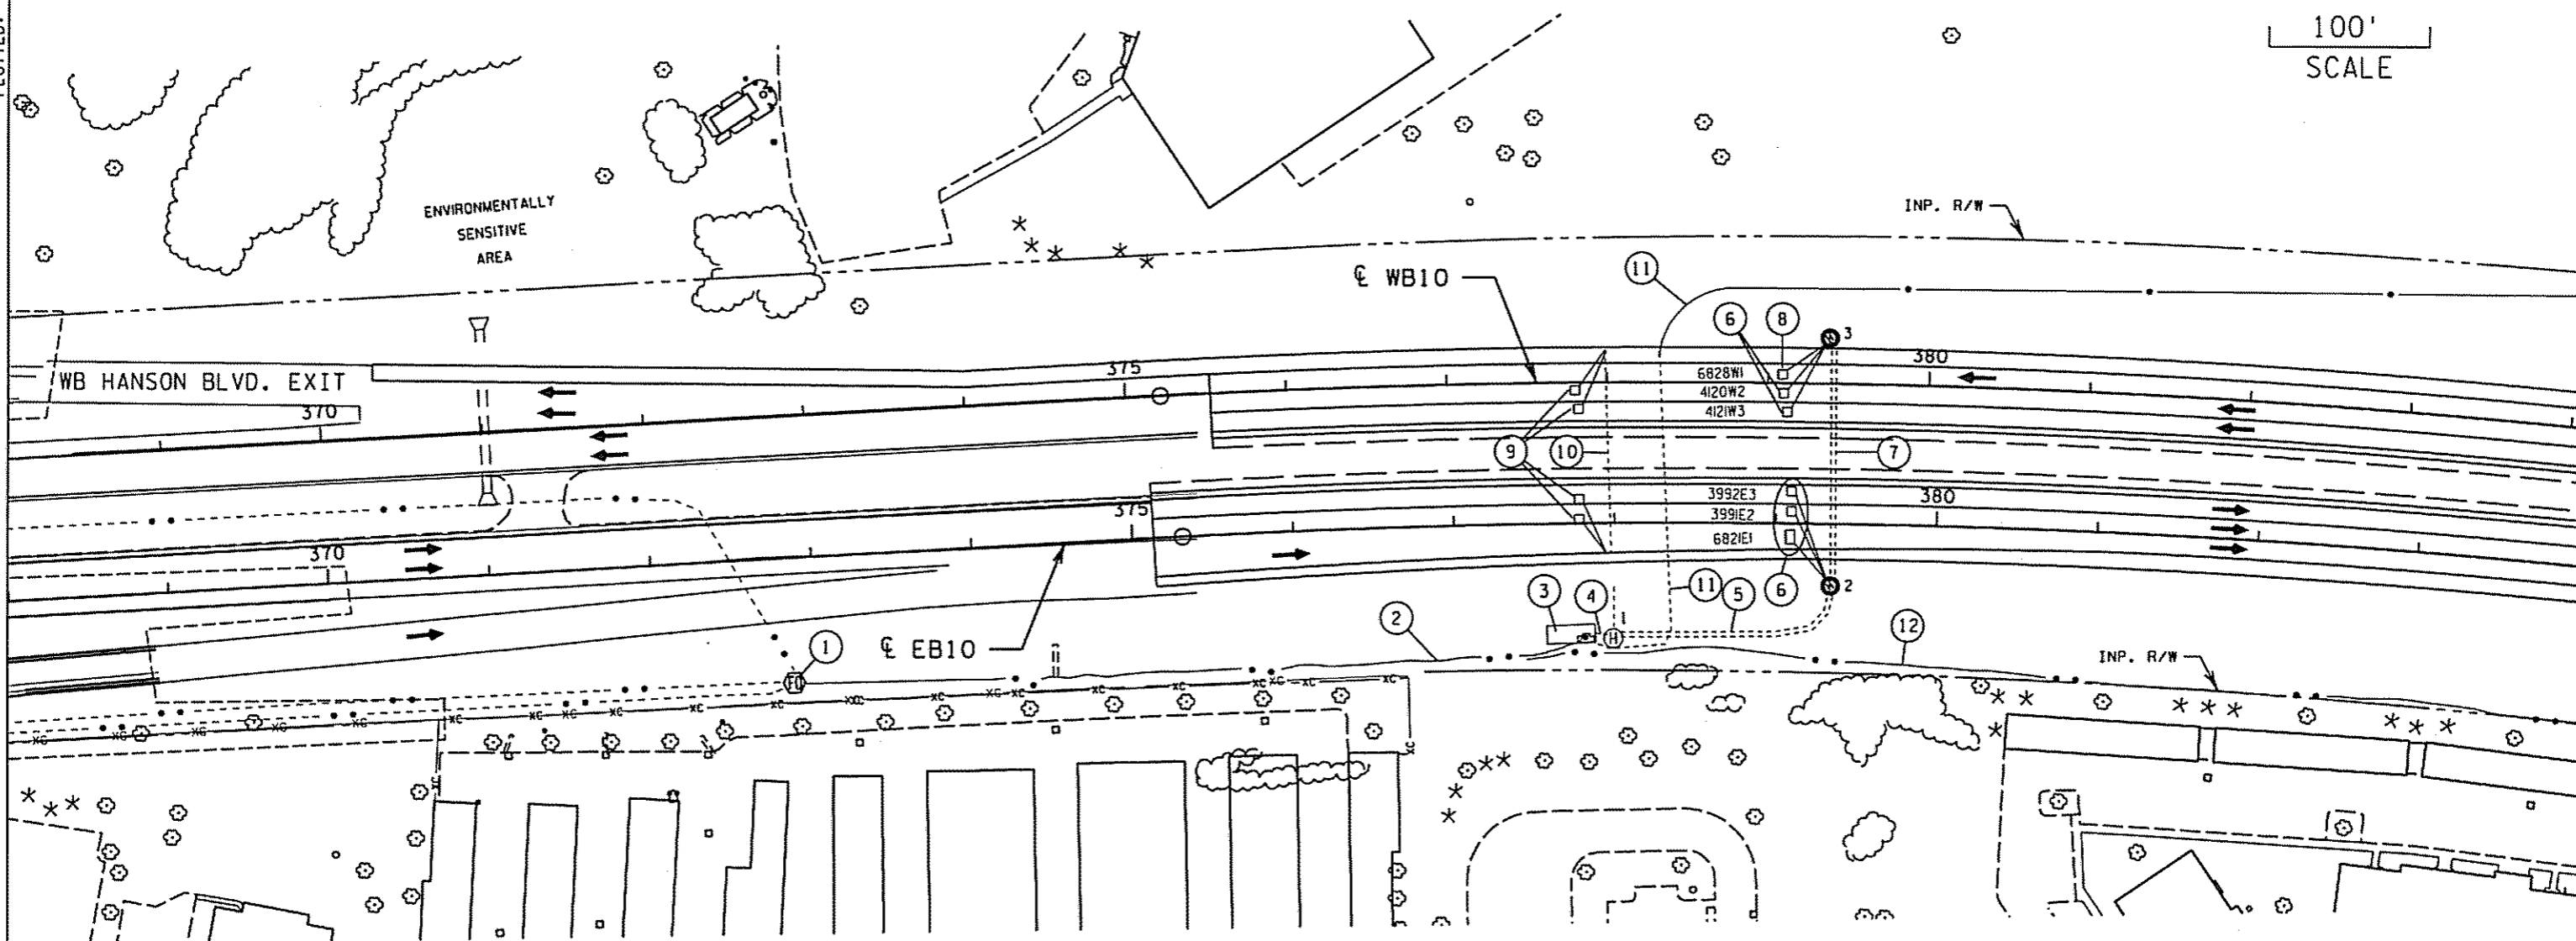 100'
SCALE
ENVIRONMENTALLY
SENSITIVE
AREA
INP. R/W
℄ WB10
11
6
8
3
WB HANSON BLVD. EXIT
370
375
380
6828W1
4120W2
4121W3
9
10
7
3992E3
3991E2
6821E1
370
375
380
℄ EB10
1
2
3
4
1
H
11
5
6
2
12
INP. R/W